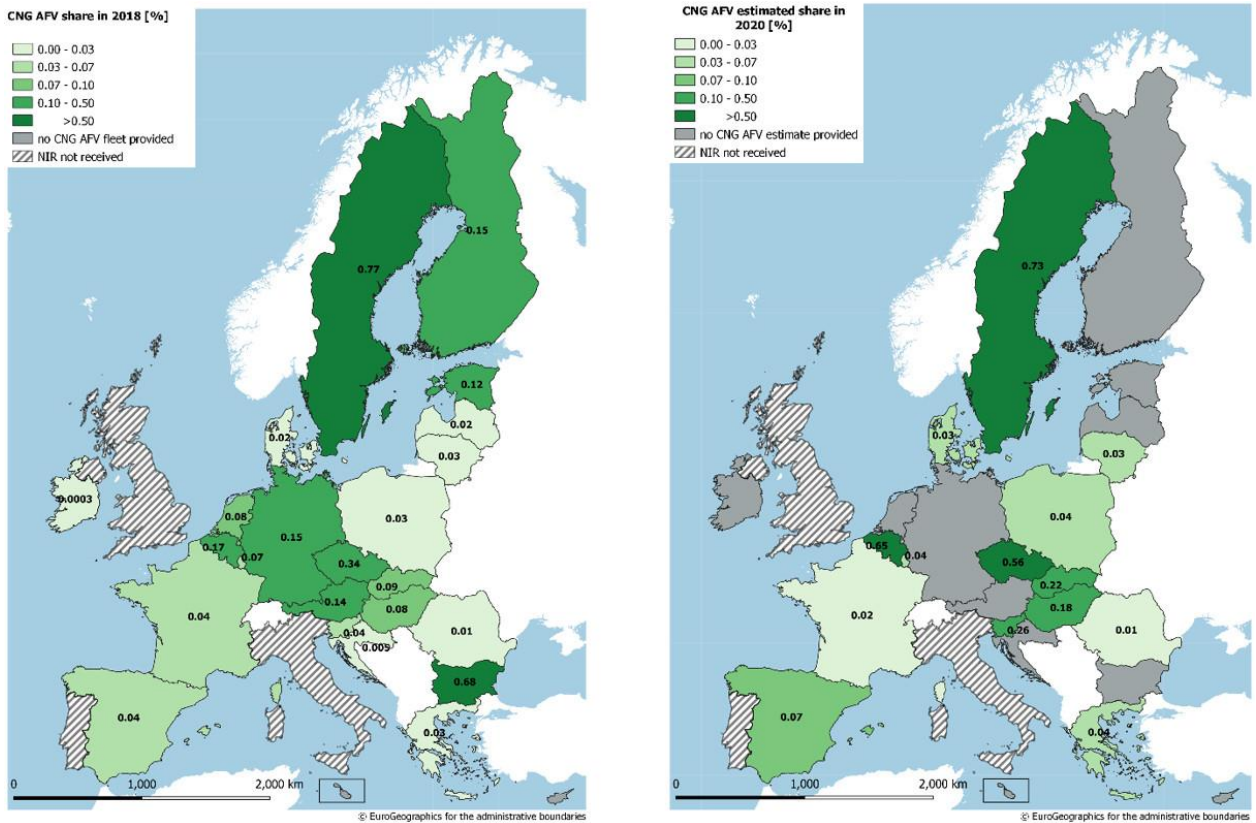 CNG AFV share in 2018 [%]
0.00 - 0.03
0.03 - 0.07
0.07 - 0.10
0.10 - 0.50
>0.50
no CNG AFV fleet provided
NIR not received
0.77
0.15
0.12
0.02
0.02
0.03
0.0003
0.08
0.15
0.03
0.17
0.07
0.34
0.09
0.14
0.08
0.04
0.04
0.005
0.01
0.68
0.04
0.03
0
1,000
2,000 km
© EuroGeographics for the administrative boundaries
CNG AFV estimated share in
2020 [%]
0.00 - 0.03
0.03 - 0.07
0.07 - 0.10
0.10 - 0.50
>0.50
no CNG AFV estimate provided
NIR not received
0.73
0.03
0.03
0.04
0.65
0.04
0.56
0.22
0.18
0.02
0.26
0.01
0.07
0.04
0
1,000
2,000 km
© EuroGeographics for the administrative boundaries